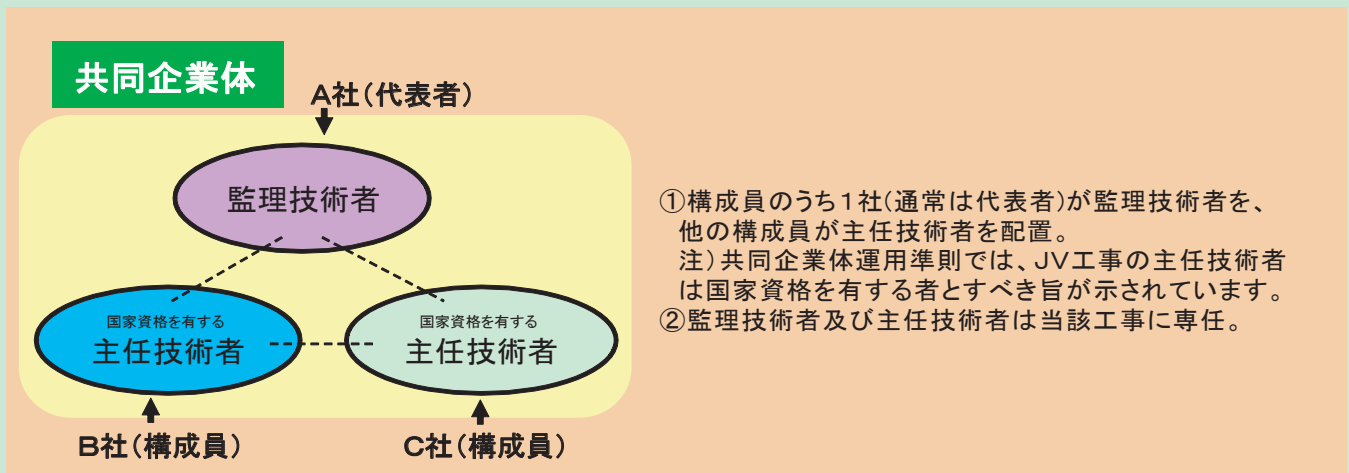 共同企業体
A社(代表者)
監理技術者
国家資格を有する
主任技術者
国家資格を有する
主任技術者
B社(構成員)
C社(構成員)
①構成員のうち1社(通常は代表者)が監理技術者を、
他の構成員が主任技術者を配置。
注)共同企業体運用準則では、JV工事の主任技術者
は国家資格を有する者とすべき旨が示されています。
②監理技術者及び主任技術者は当該工事に専任。